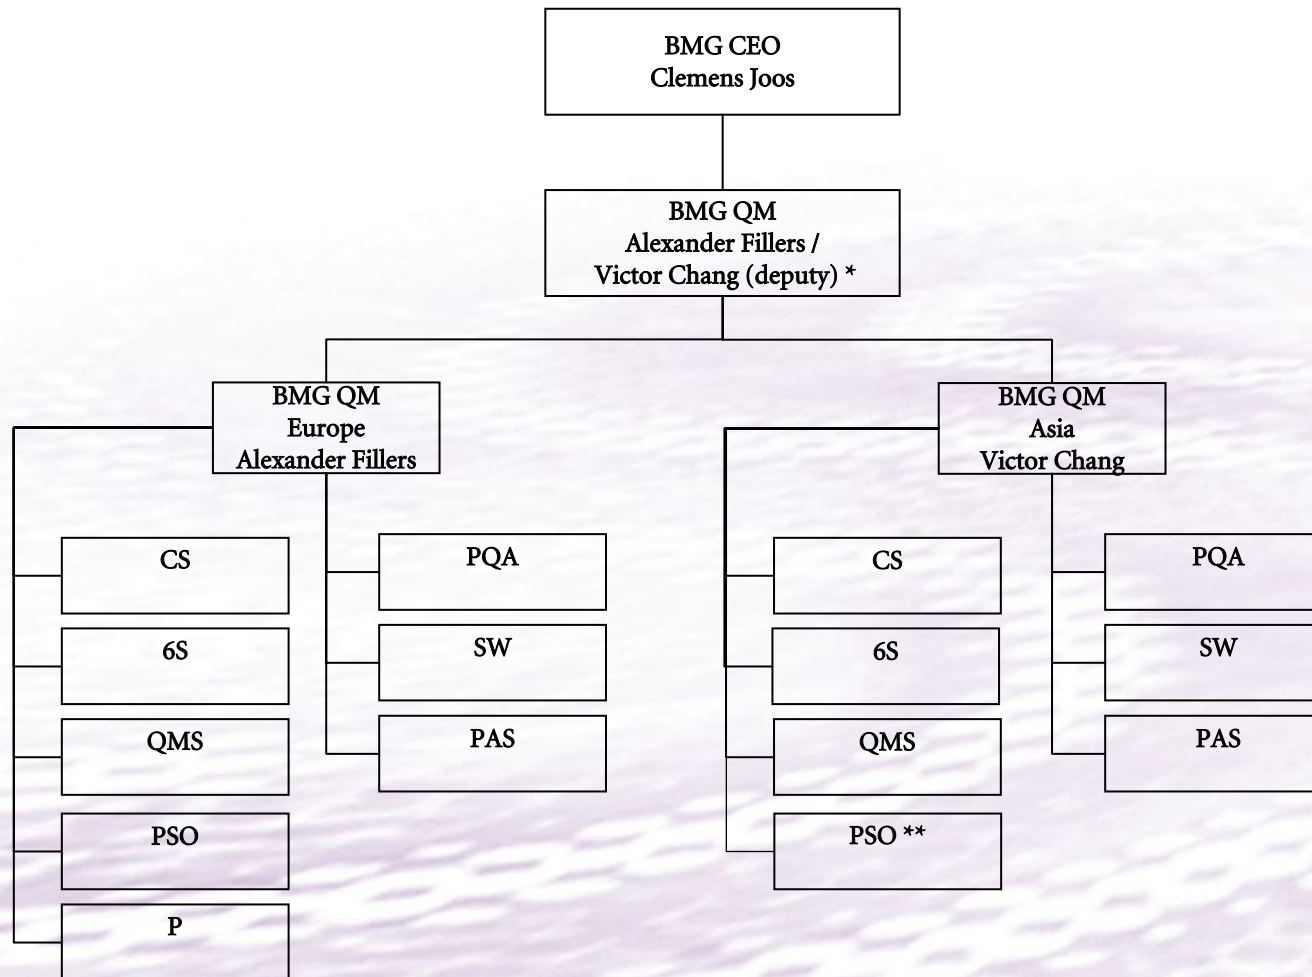 BMG CEO
Clemens Joos
BMG QM
Alexander Fillers /
Victor Chang (deputy) *
BMG QM
Europe
Alexander Fillers
BMG QM
Asia
Victor Chang
CS
PQA
6S
SW
QMS
PAS
PSO
P
CS
PQA
6S
SW
QMS
PAS
PSO **